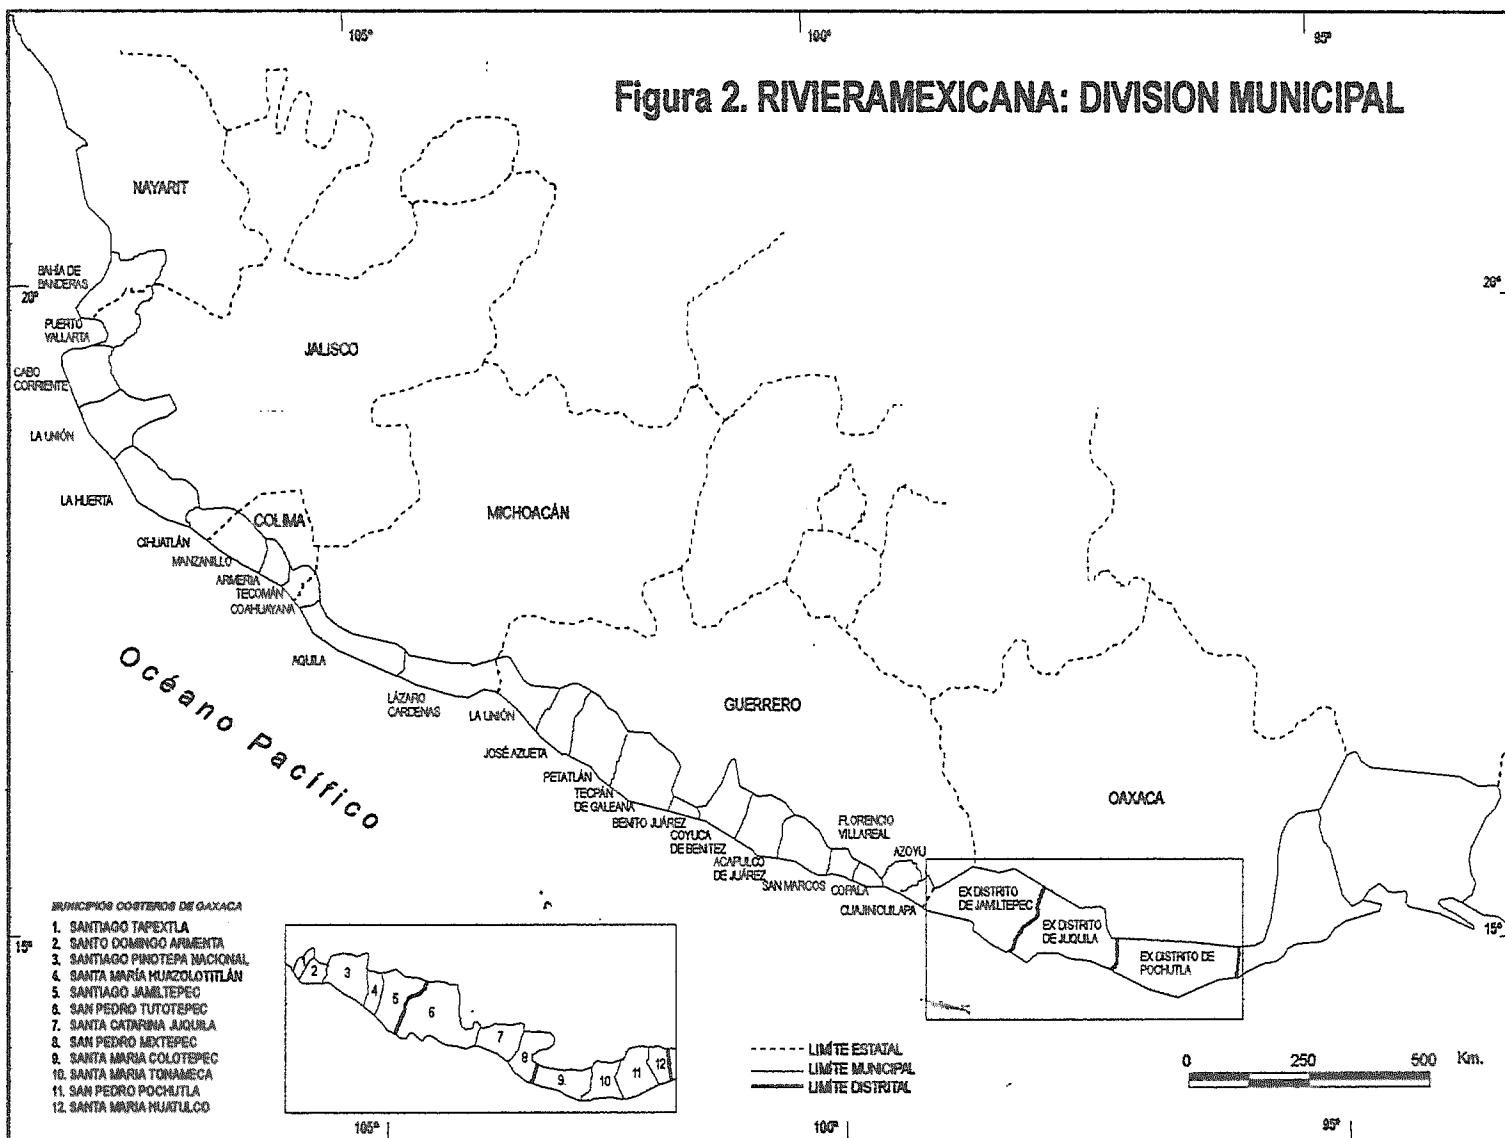 105°
100°
95°
Figura 2. RIVIERAMEXICANA: DIVISION MUNICIPAL
NAYARIT
BAHÍA DE
BANDERAS
20°
20°
PUERTO
VALLARTA
JALISCO
CABO
CORRIENTE
LA UNIÓN
LA HUERTA
COLIMA
MICHOACÁN
CIHUATLÁN
MANZANILLO
ARMERIA
TECOMÁN
COAHUAYANA
AQUILA
Océano Pacífico
LÁZARO
CARDENAS
LA UNIÓN
GUERRERO
JOSÉ AZUETA
PETATLÁN
TECPÁN
DE GALEANA
BENITO JUÁREZ
COYUCA
DE BENITEZ
ACAPULCO
DE JUÁREZ
SAN MARCOS
COPALA
FLORENCIO
VILLAREAL
AZOYU
CUAJINICUILAPA
OAXACA
EX DISTRITO
DE JAMILTEPEC
EX DISTRITO
DE JUQUILA
EX DISTRITO DE
POCHUTLA
15°
15°
MUNICIPIOS COSTEROS DE OAXACA
1. SANTIAGO TAPEXTLA
2. SANTO DOMINGO ARMENTA
3. SANTIAGO PINOTEPA NACIONAL
4. SANTA MARÍA HUAZOLOTITLÁN
5. SANTIAGO JAMILTEPEC
6. SAN PEDRO TUTOTEPEC
7. SANTA CATARINA JUQUILA
8. SAN PEDRO MIXTEPEC
9. SANTA MARIA COLOTEPEC
10. SANTA MARIA TONAMECA
11. SAN PEDRO POCHUTLA
12. SANTA MARIA HUATULCO
2
3
4
5
6
7
8
9.
10
11
12
LIMÍTE ESTATAL
LIMÍTE MUNICIPAL
LIMÍTE DISTRITAL
0 250 500 Km.
105°
100°
95°